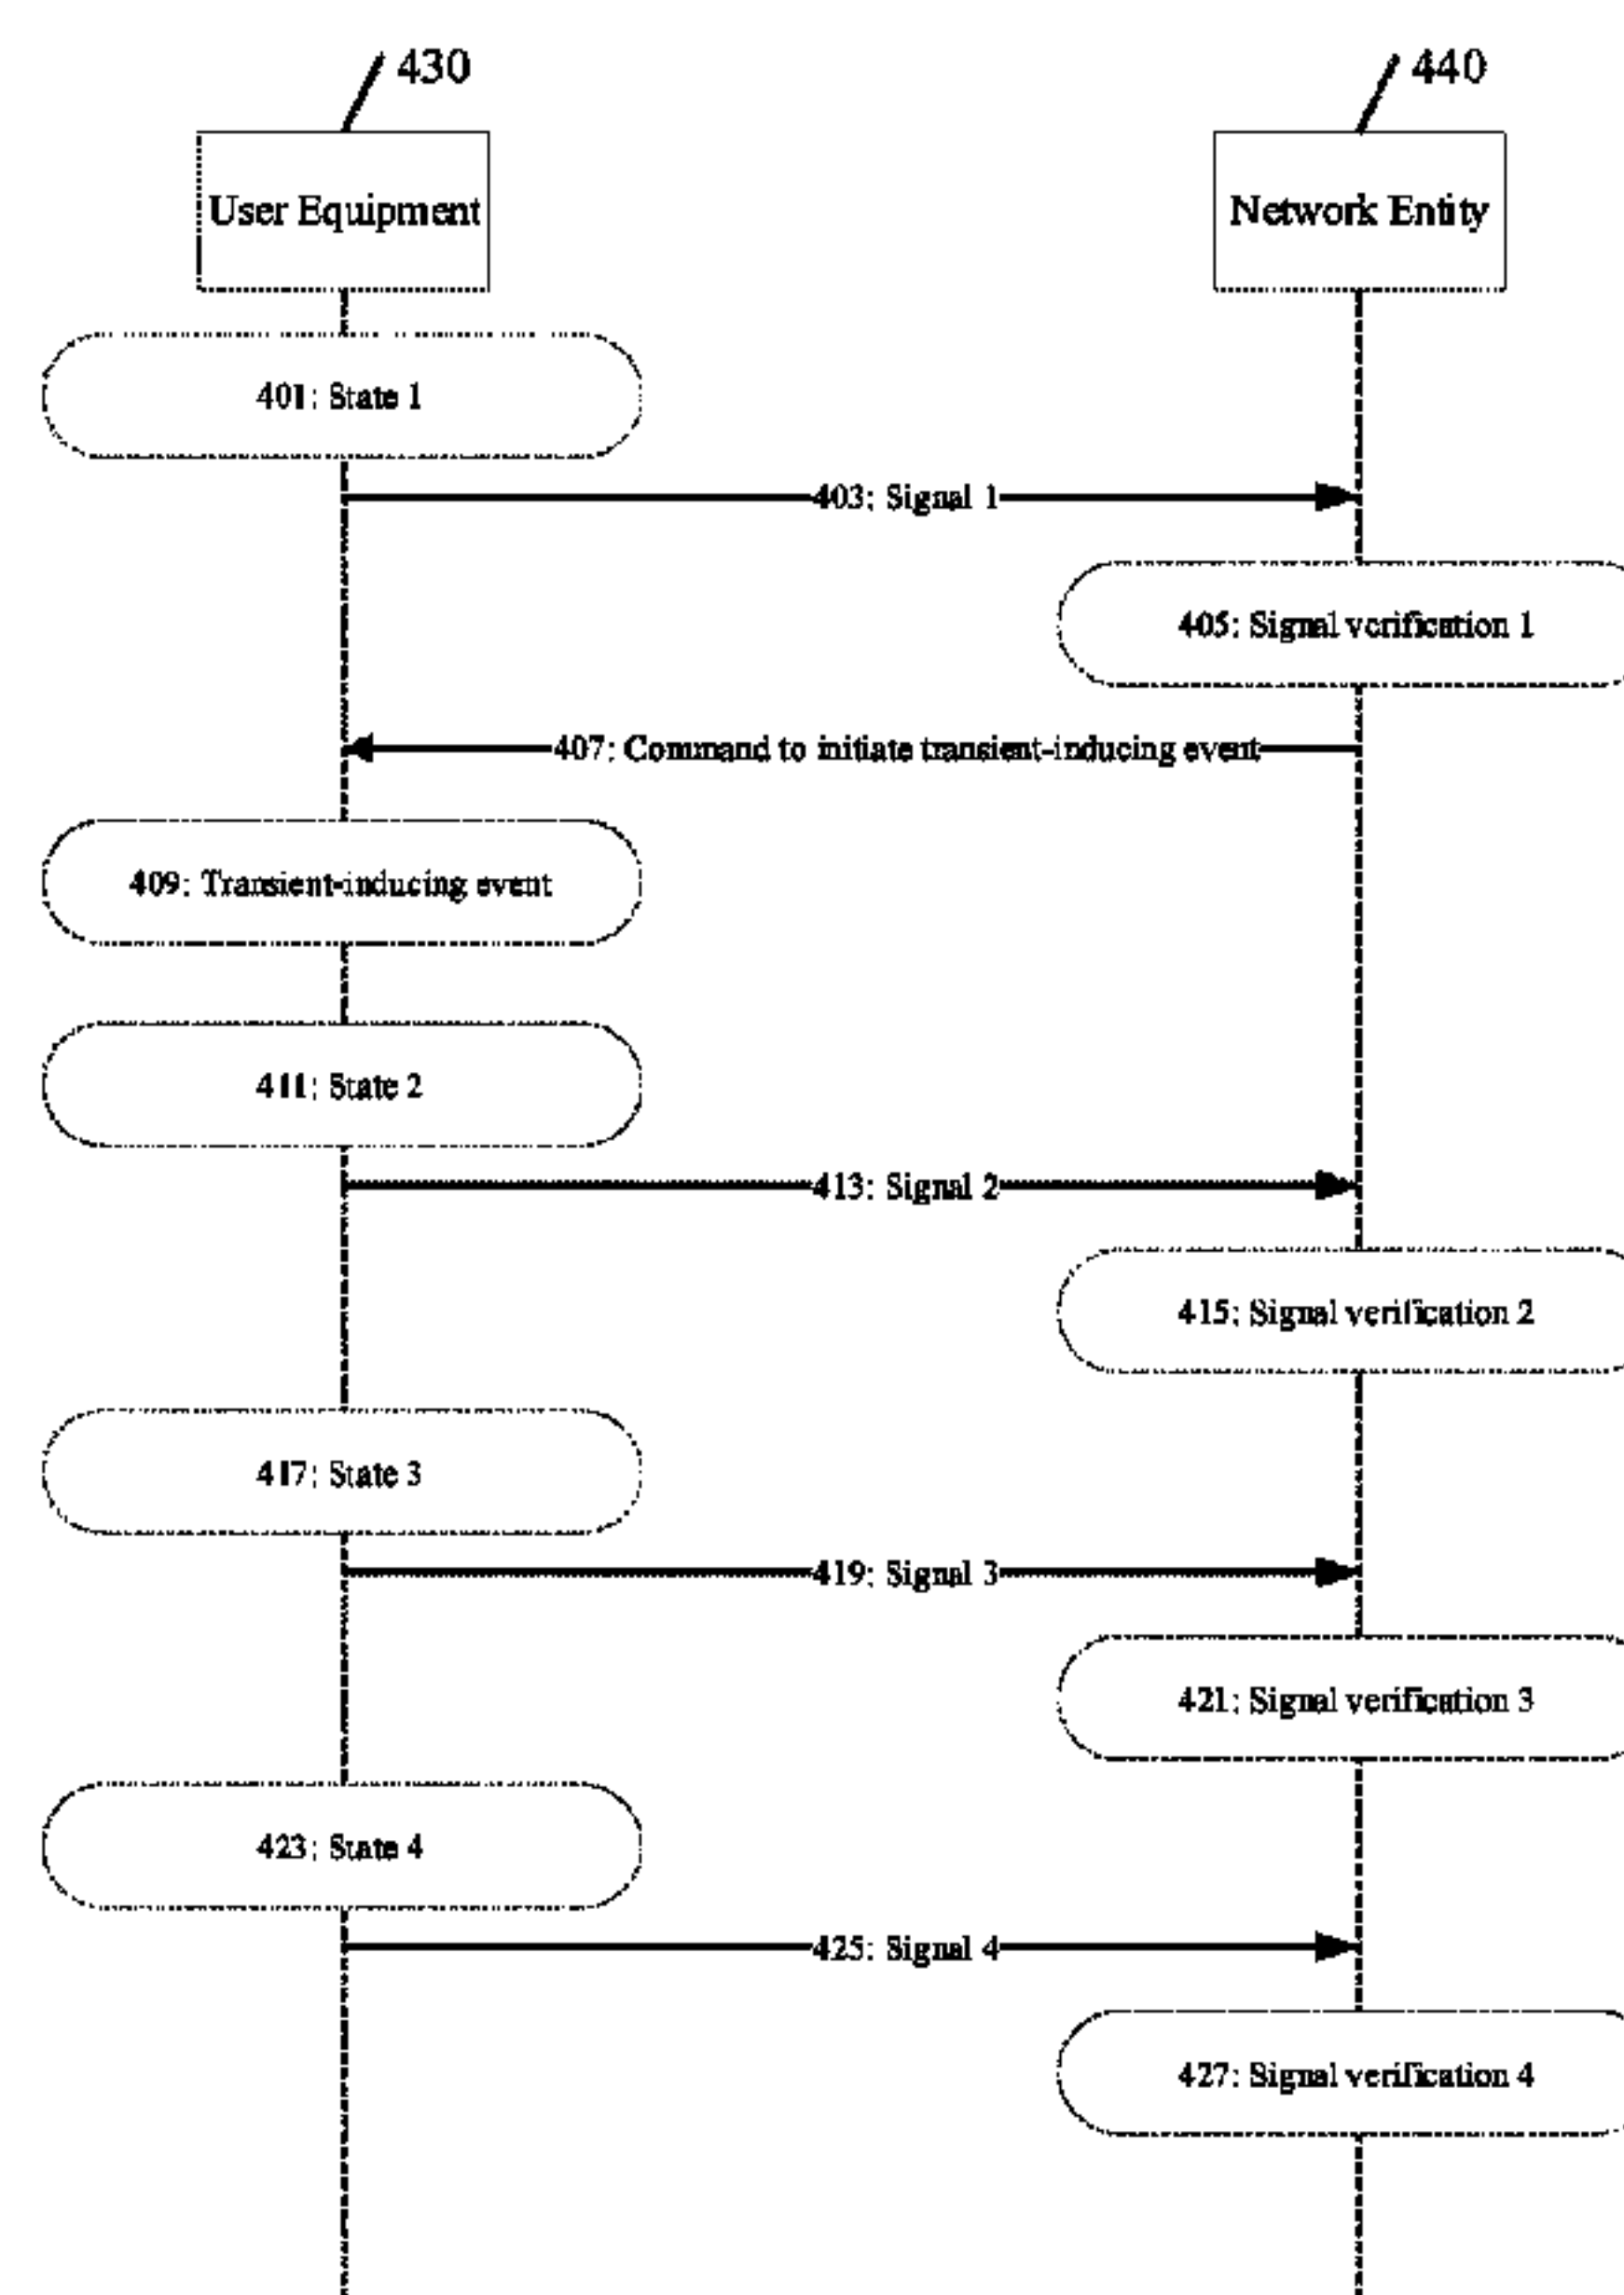 430
440
User Equipment
Network Entity
401: State 1
403: Signal 1
405: Signal verification 1
407: Command to initiate transient-inducing event
409: Transient-inducing event
411: State 2
413: Signal 2
415: Signal verification 2
417: State 3
419: Signal 3
421: Signal verification 3
423: State 4
425: Signal 4
427: Signal verification 4